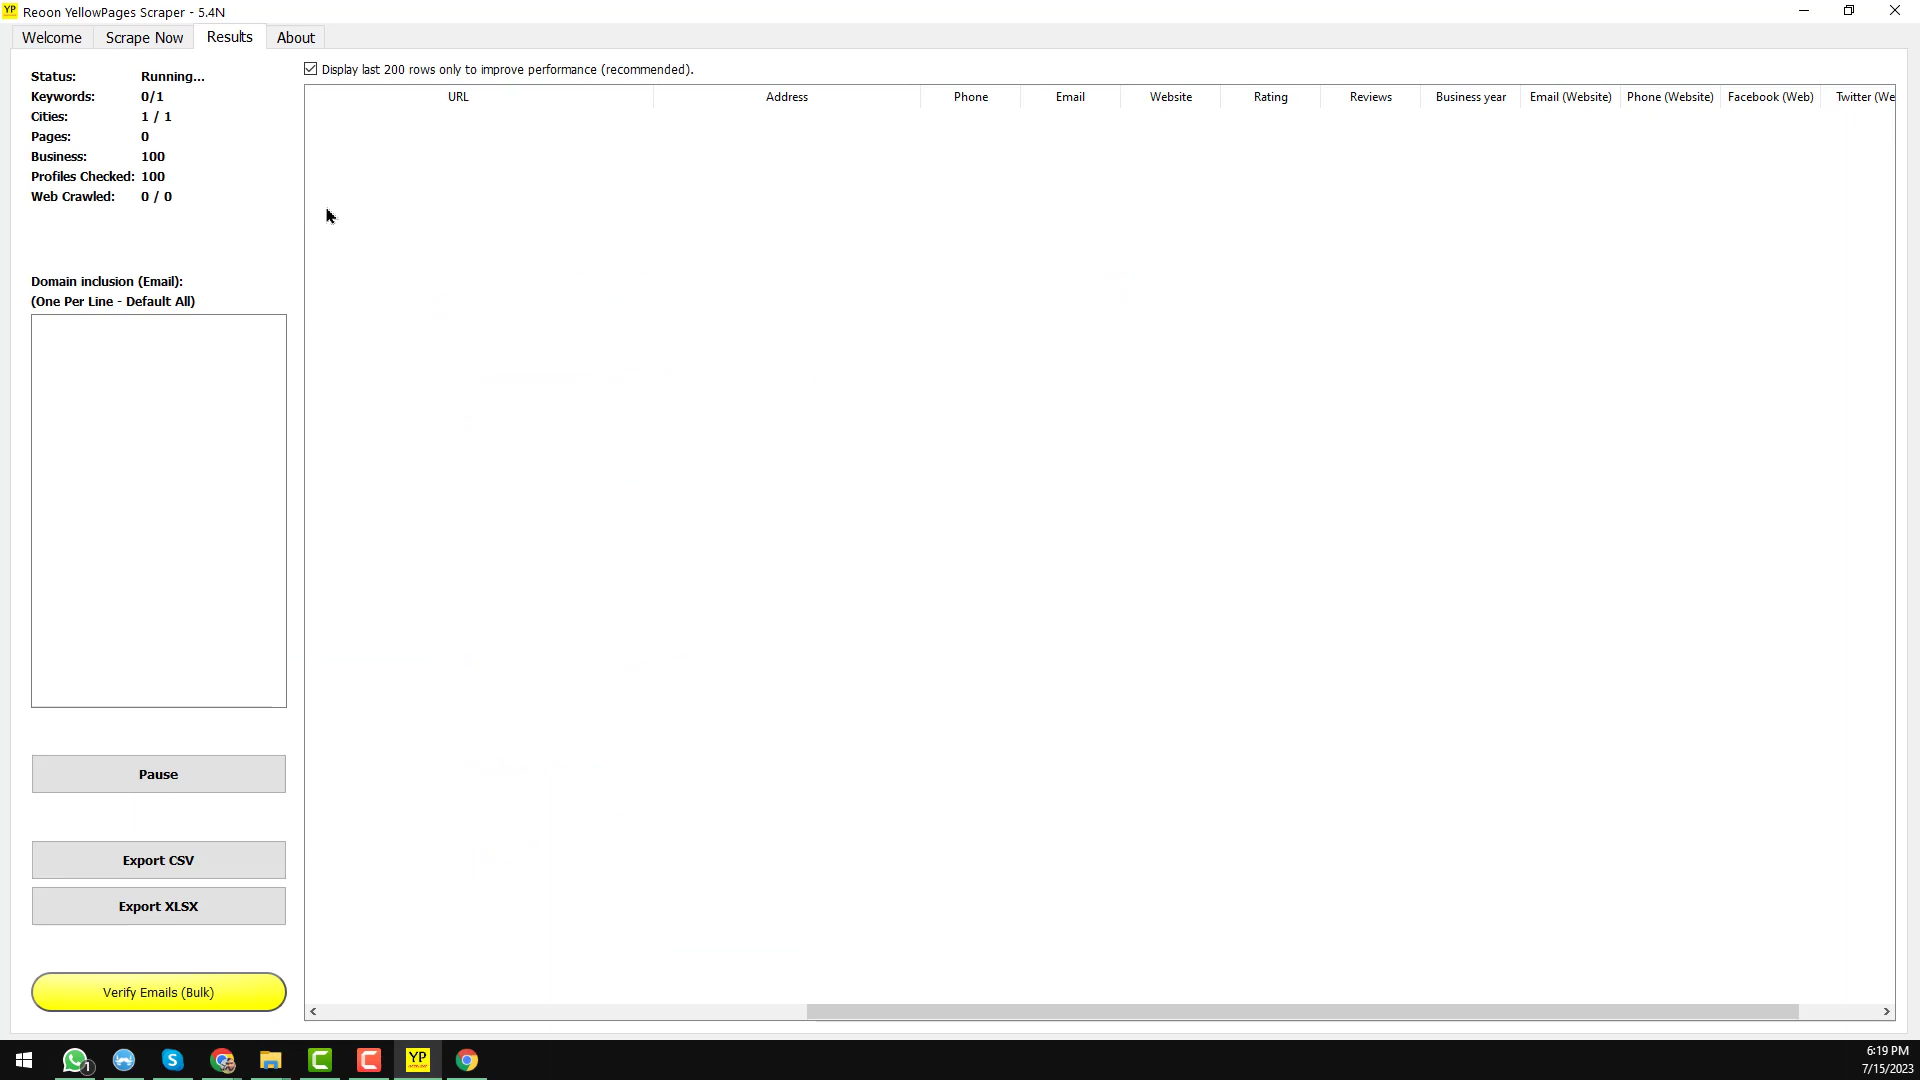 YP Reoon YellowPages Scraper - 5.4N
Welcome Scrape Now Results About
Status: Running...
Keywords: 0/1
Cities: 1 / 1
Pages: 0
Business: 100
Profiles Checked: 100
Web Crawled: 0 / 0
Display last 200 rows only to improve performance (recommended).
URL Address Phone Email Website Rating Reviews Business year Email (Website) Phone (Website) Facebook (Web) Twitter (We
Domain inclusion (Email):
(One Per Line - Default All)
Pause
Export CSV
Export XLSX
Verify Emails (Bulk)
1 S C C YP
6:19 PM
7/15/2023